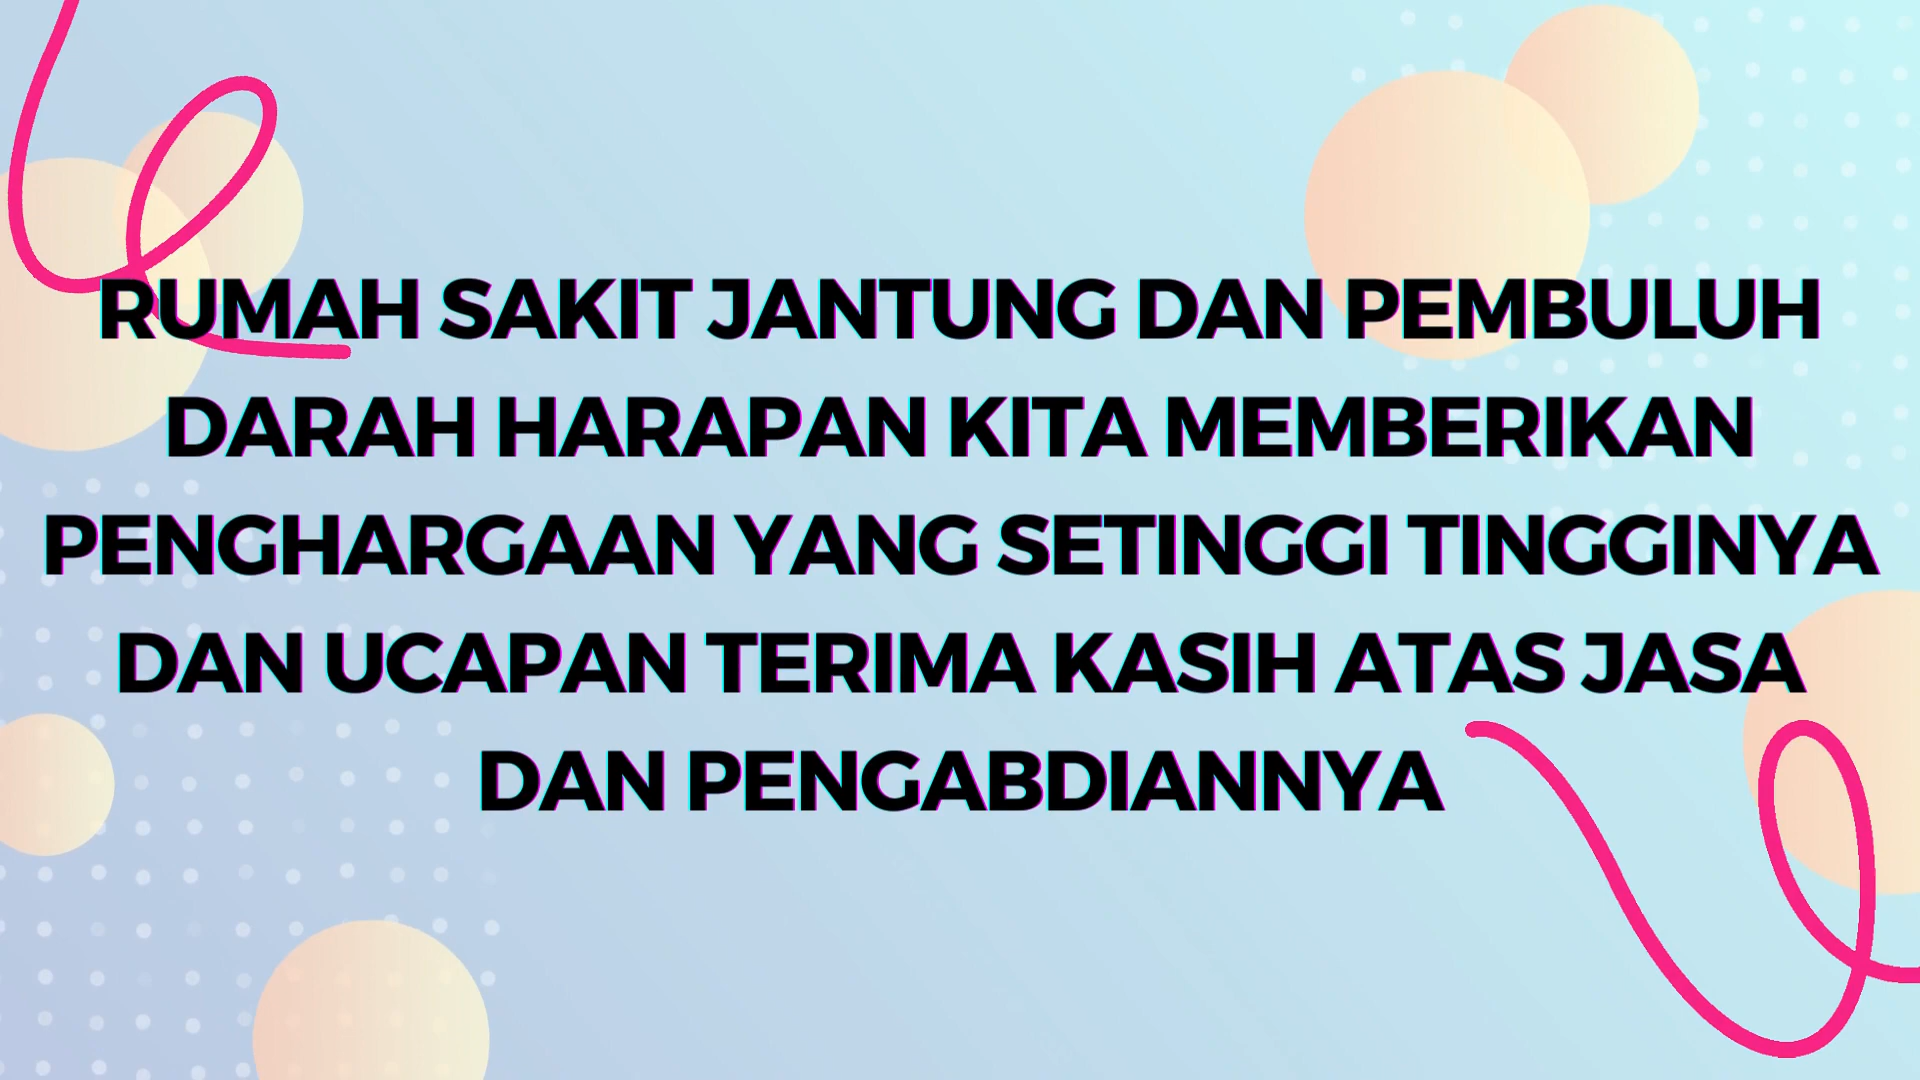 RUMAH SAKIT JANTUNG DAN PEMBULUH
DARAH HARAPAN KITA MEMBERIKAN
PENGHARGAAN YANG SETINGGI TINGGINYA
DAN UCAPAN TERIMA KASIH ATAS JASA
DAN PENGABDIANNYA